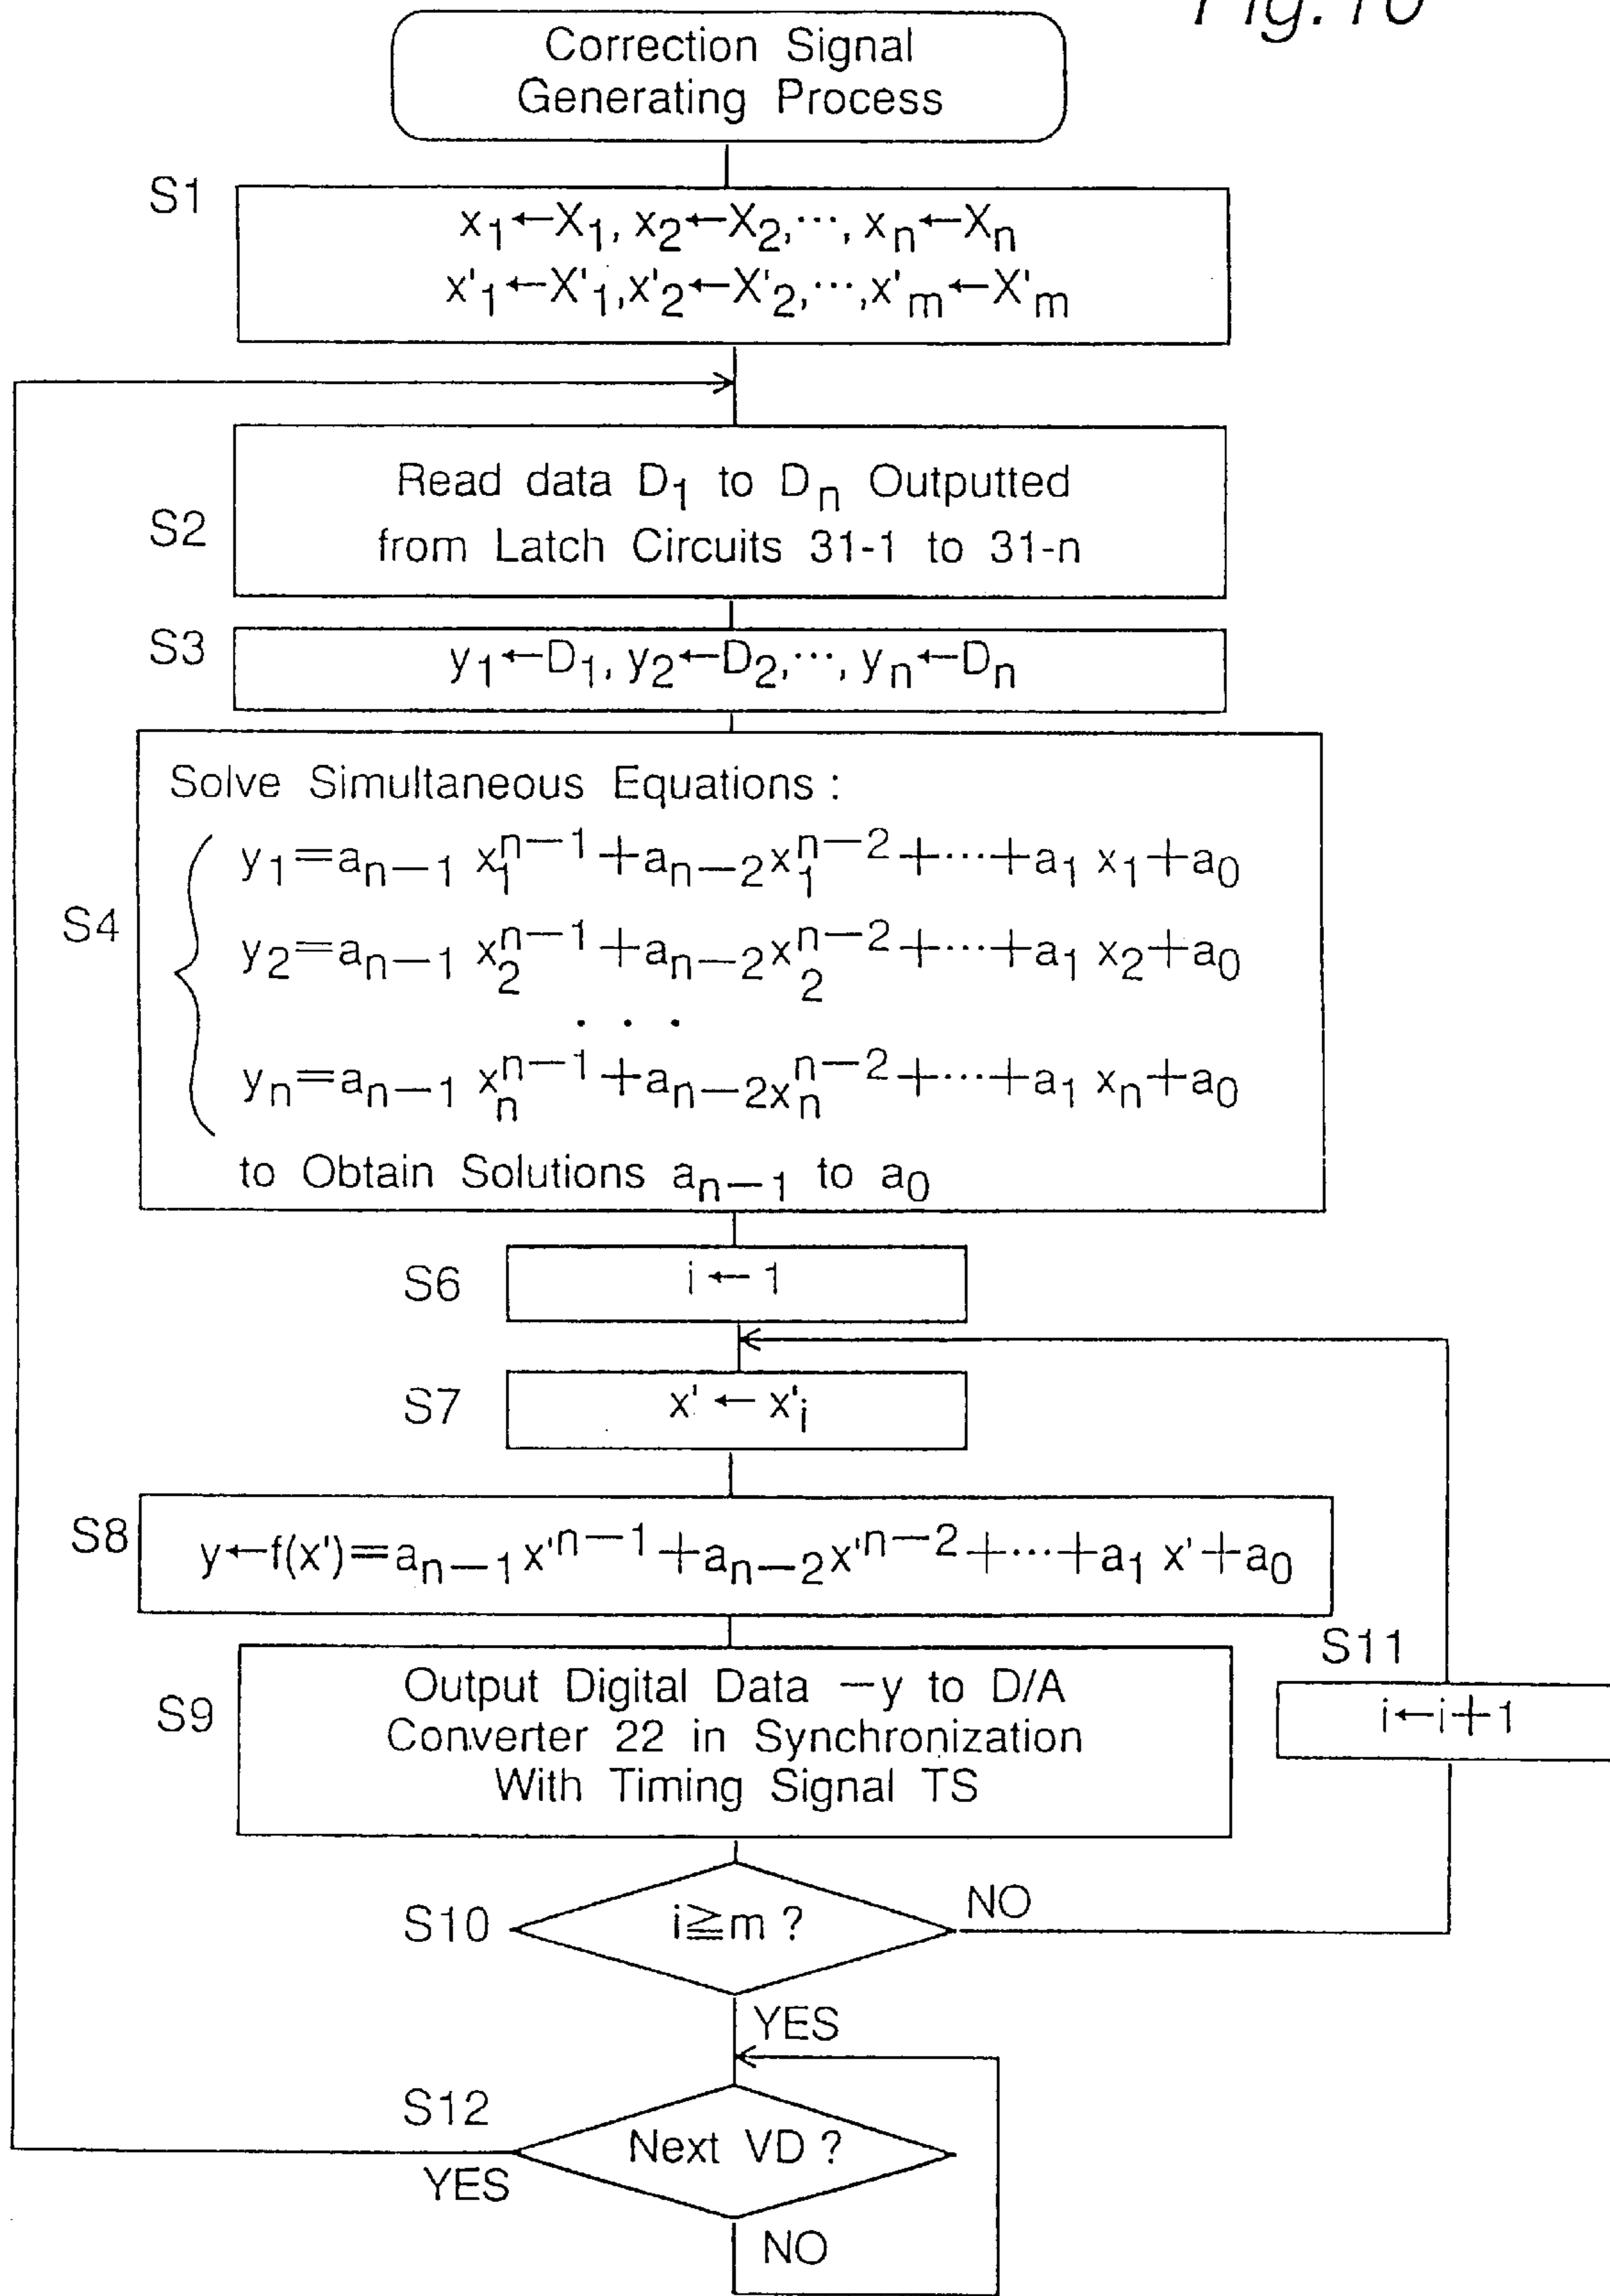 Fig. 10
Correction Signal
Generating Process
S1
x₁←X₁, x₂←X₂,⋯, xₙ←Xₙ
x'₁←X'₁,x'₂←X'₂,⋯,x'ₘ←X'ₘ
S2
Read data D₁ to Dₙ Outputted
from Latch Circuits 31-1 to 31-n
S3
y₁←D₁, y₂←D₂,⋯, yₙ←Dₙ
S4
Solve Simultaneous Equations :
y₁=aₙ₋₁ x₁ⁿ⁻¹+aₙ₋₂x₁ⁿ⁻²+⋯+a₁ x₁+a₀
y₂=aₙ₋₁ x₂ⁿ⁻¹+aₙ₋₂x₂ⁿ⁻²+⋯+a₁ x₂+a₀
. . .
yₙ=aₙ₋₁ xₙⁿ⁻¹+aₙ₋₂xₙⁿ⁻²+⋯+a₁ xₙ+a₀
to Obtain Solutions aₙ₋₁ to a₀
S6
i ← 1
S7
x' ← x'ᵢ
S8
y←f(x')=aₙ₋₁x'ⁿ⁻¹+aₙ₋₂x'ⁿ⁻²+⋯+a₁ x'+a₀
S9
Output Digital Data −y to D/A
Converter 22 in Synchronization
With Timing Signal TS
S11
i←i+1
S10
i≧m ?
NO
YES
S12
Next VD ?
YES
NO